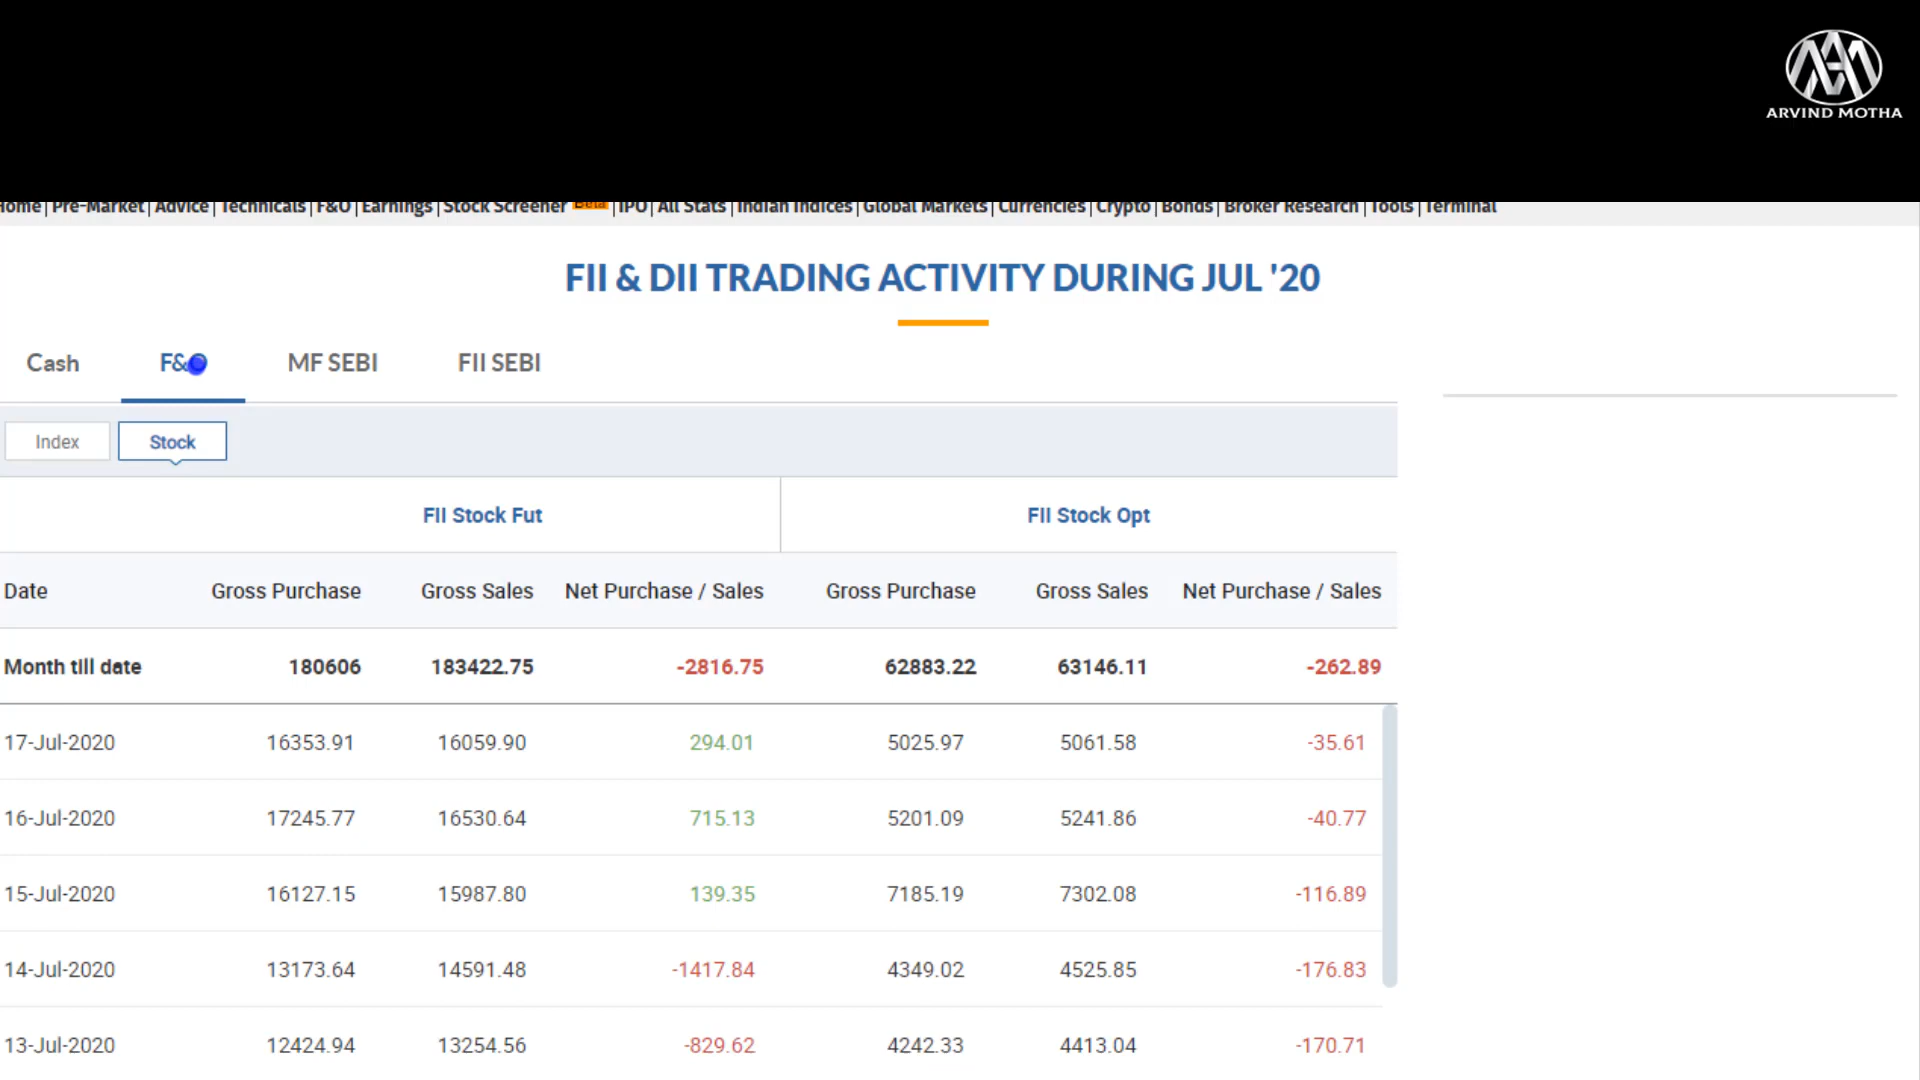 ARVIND MOTHA
Home | Pre-Market | Advice | Technicals | F&O | Earnings | Stock Screener Beta | IPO | All Stats | Indian Indices | Global Markets | Currencies | Crypto | Bonds | Broker Research | Tools | Terminal
FII & DII TRADING ACTIVITY DURING JUL '20
Cash F&O MF SEBI FII SEBI
Index Stock
FII Stock Fut FII Stock Opt
Date Gross Purchase Gross Sales Net Purchase / Sales Gross Purchase Gross Sales Net Purchase / Sales
Month till date 180606 183422.75 -2816.75 62883.22 63146.11 -262.89
17-Jul-2020 16353.91 16059.90 294.01 5025.97 5061.58 -35.61
16-Jul-2020 17245.77 16530.64 715.13 5201.09 5241.86 -40.77
15-Jul-2020 16127.15 15987.80 139.35 7185.19 7302.08 -116.89
14-Jul-2020 13173.64 14591.48 -1417.84 4349.02 4525.85 -176.83
13-Jul-2020 12424.94 13254.56 -829.62 4242.33 4413.04 -170.71